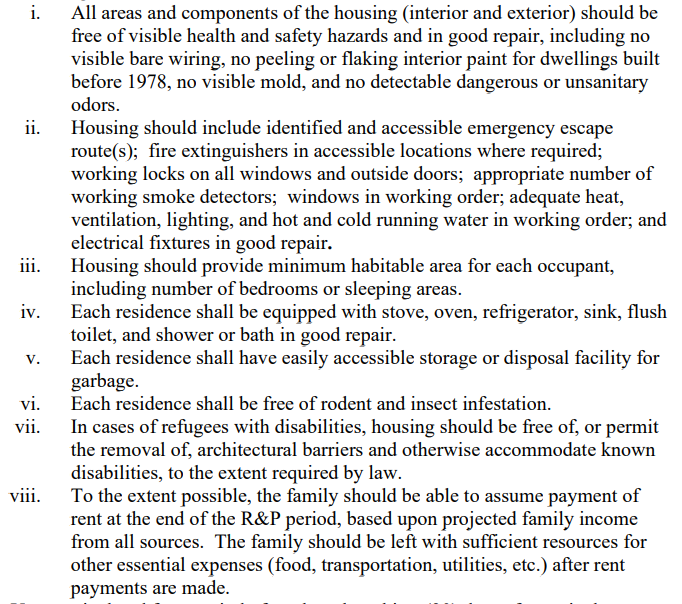 i. All areas and components of the housing (interior and exterior) should be
free of visible health and safety hazards and in good repair, including no
visible bare wiring, no peeling or flaking interior paint for dwellings built
before 1978, no visible mold, and no detectable dangerous or unsanitary
odors.
ii. Housing should include identified and accessible emergency escape
route(s); fire extinguishers in accessible locations where required;
working locks on all windows and outside doors; appropriate number of
working smoke detectors; windows in working order; adequate heat,
ventilation, lighting, and hot and cold running water in working order; and
electrical fixtures in good repair.
iii. Housing should provide minimum habitable area for each occupant,
including number of bedrooms or sleeping areas.
iv. Each residence shall be equipped with stove, oven, refrigerator, sink, flush
toilet, and shower or bath in good repair.
v. Each residence shall have easily accessible storage or disposal facility for
garbage.
vi. Each residence shall be free of rodent and insect infestation.
vii. In cases of refugees with disabilities, housing should be free of, or permit
the removal of, architectural barriers and otherwise accommodate known
disabilities, to the extent required by law.
viii. To the extent possible, the family should be able to assume payment of
rent at the end of the R&P period, based upon projected family income
from all sources. The family should be left with sufficient resources for
other essential expenses (food, transportation, utilities, etc.) after rent
payments are made.